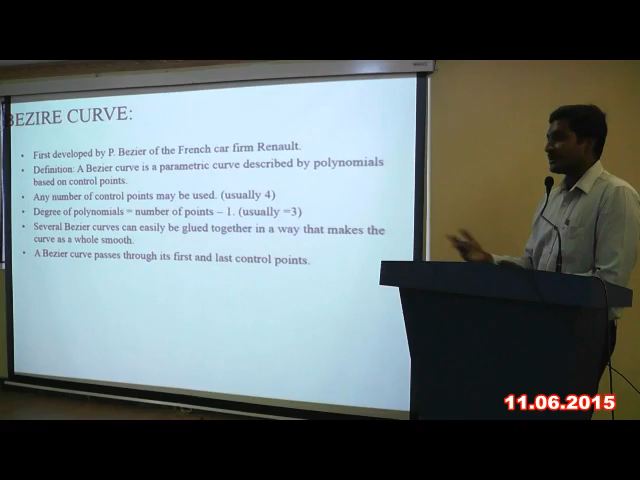 BEZIRE CURVE:
• First developed by P. Bezier of the French car firm Renault.
• Definition: A Bezier curve is a parametric curve described by polynomials
based on control points.
• Any number of control points may be used. (usually 4)
• Degree of polynomials = number of points – 1. (usually =3)
• Several Bezier curves can easily be glued together in a way that makes the
curve as a whole smooth.
• A Bezier curve passes through its first and last control points.
11.06.2015